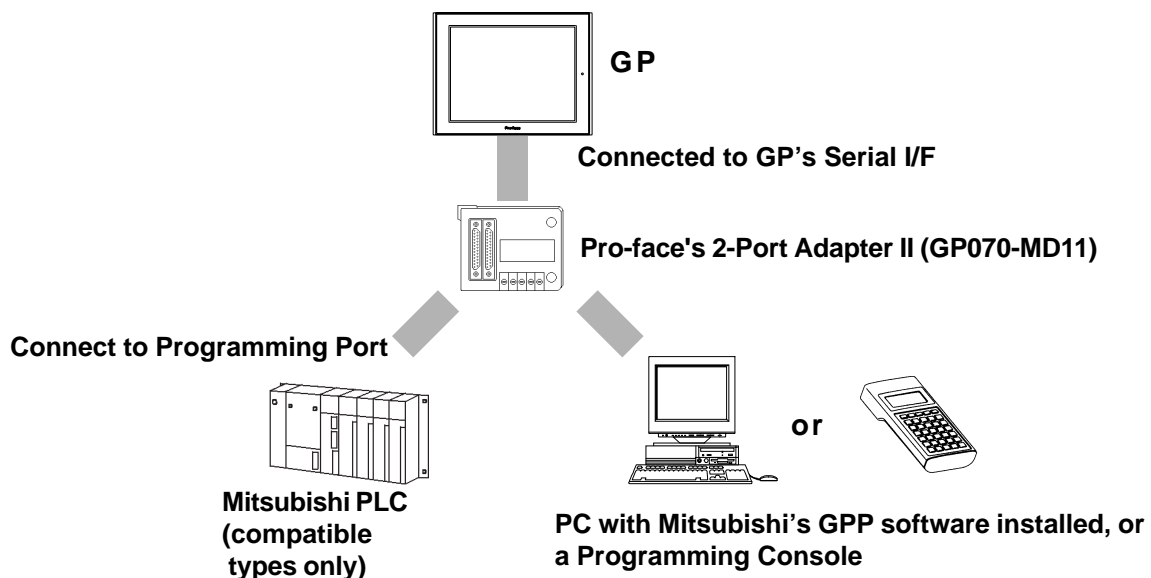 GP
Connected to GP’s Serial I/F
Pro-face's 2-Port Adapter II (GP070-MD11)
Connect to Programming Port
or
Mitsubishi PLC
(compatible
types only)
PC with Mitsubishi’s GPP software installed, or
a Programming Console